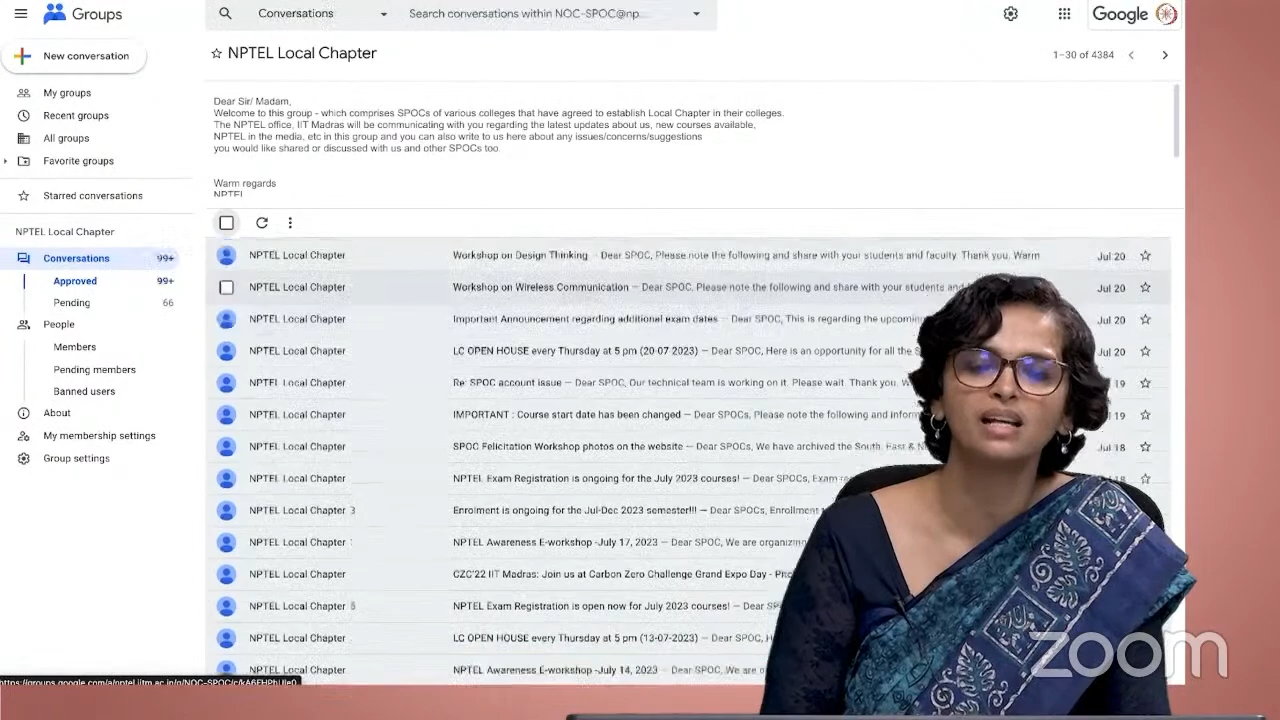 Groups
Conversations
Search conversations within NOC-SPOC@np...
Google
New conversation
NPTEL Local Chapter
1–30 of 4384
My groups
Recent groups
All groups
Favorite groups
Starred conversations
NPTEL Local Chapter
Conversations 99+
Approved 99+
Pending 66
People
Members
Pending members
Banned users
About
My membership settings
Group settings
Dear Sir/ Madam,
Welcome to this group - which comprises SPOCs of various colleges that have agreed to establish Local Chapter in their colleges.
The NPTEL office, IIT Madras will be communicating with you regarding the latest updates about us, new courses available,
NPTEL in the media, etc in this group and you can also write to us here about any issues/concerns/suggestions
you would like shared or discussed with us and other SPOCs too.
Warm regards
NPTEL
NPTEL Local Chapter Workshop on Design Thinking – Dear SPOC, Please note the following and share with your students and faculty. Thank you. Warm Jul 20
NPTEL Local Chapter Workshop on Wireless Communication – Dear SPOC, Please note the following and share with your students and Jul 20
NPTEL Local Chapter Important Announcement regarding additional exam dates – Dear SPOC, This is regarding the upcoming Jul 20
NPTEL Local Chapter LC OPEN HOUSE every Thursday at 5 pm (20-07-2023) – Dear SPOC, Here is an opportunity for all the S Jul 20
NPTEL Local Chapter Re: SPOC account issue – Dear SPOC, Our technical team is working on it. Please wait. Thank you. W 19
NPTEL Local Chapter IMPORTANT : Course start date has been changed – Dear SPOCs, Please note the following and inform Jul 19
NPTEL Local Chapter SPOC Felicitation Workshop photos on the website – Dear SPOCs, We have archived the South, East & N Jul 18
NPTEL Local Chapter NPTEL Exam Registration is ongoing for the July 2023 courses! – Dear SPOCs, Exam 18
NPTEL Local Chapter 3 Enrolment is ongoing for the Jul-Dec 2023 semester!!! – Dear SPOCs, Enrollment
NPTEL Local Chapter NPTEL Awareness E-workshop -July 17, 2023 – Dear SPOC, We are organizing
NPTEL Local Chapter CZC'22 IIT Madras: Join us at Carbon Zero Challenge Grand Expo Day -
NPTEL Local Chapter NPTEL Exam Registration is open now for July 2023 courses! – Dear
NPTEL Local Chapter LC OPEN HOUSE every Thursday at 5 pm (13-07-2023) – Dear SPOC,
NPTEL Local Chapter NPTEL Awareness E-workshop -July 14, 2023 – Dear SPOC, We are
zoom